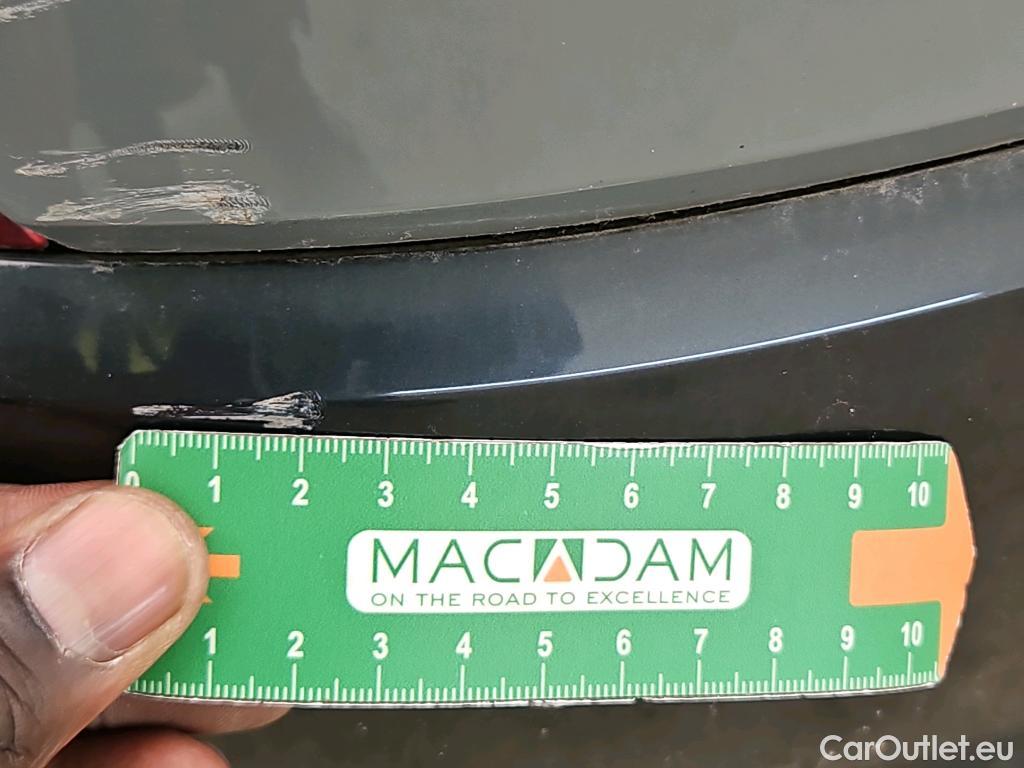 0 1 2 3 4 5 6 7 8 9 10
MACADAM
ON THE ROAD TO EXCELLENCE
1 2 3 4 5 6 7 8 9 10
CarOutlet.eu